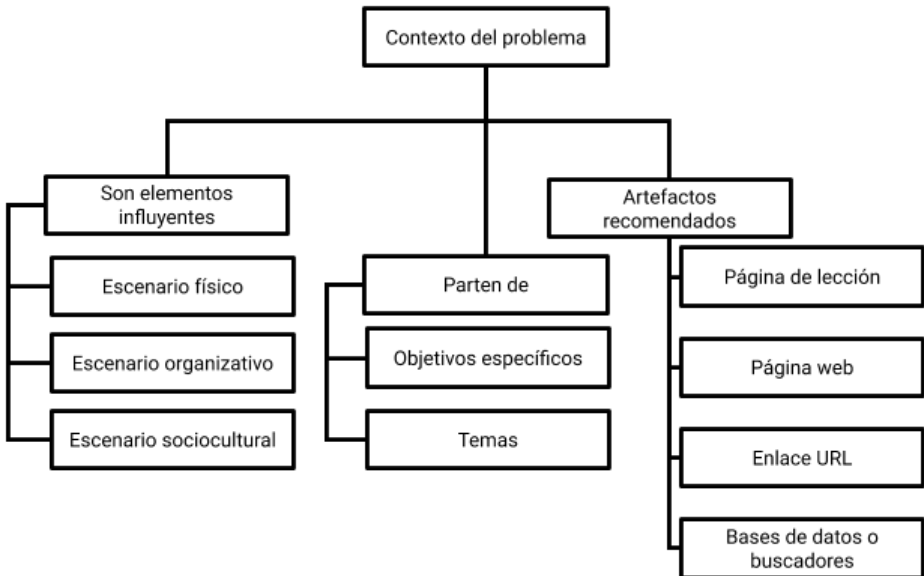 Contexto del problema
Son elementos
influyentes
Escenario físico
Escenario organizativo
Escenario sociocultural
Parten de
Objetivos específicos
Temas
Artefactos
recomendados
Página de lección
Página web
Enlace URL
Bases de datos o
buscadores